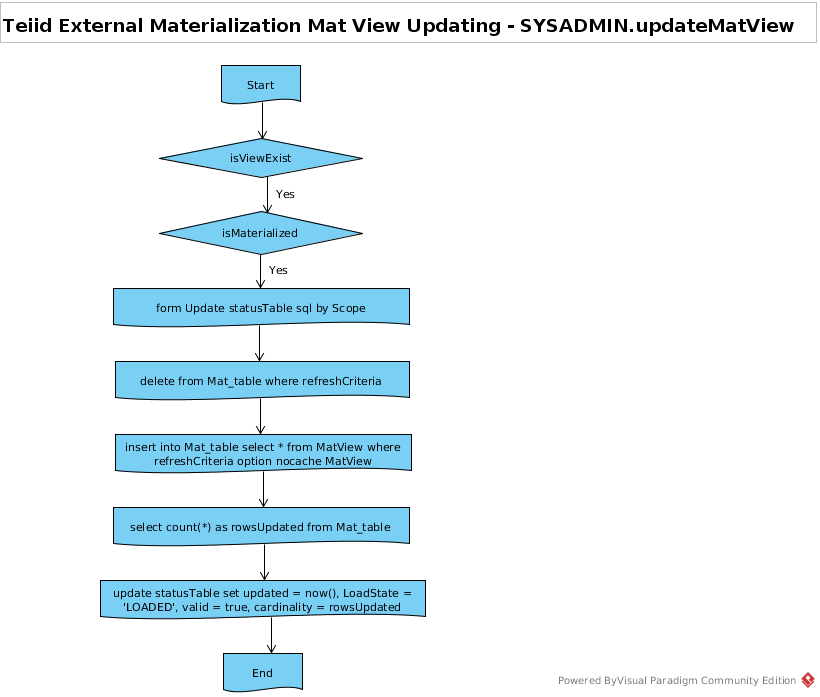 Teiid External Materialization Mat View Updating - SYSADMIN.updateMatView
Start
isViewExist
Yes
isMaterialized
Yes
form Update statusTable sql by Scope
delete from Mat_table where refreshCriteria
insert into Mat_table select * from MatView where
refreshCriteria option nocache MatView
select count(*) as rowsUpdated from Mat_table
update statusTable set updated = now(), LoadState =
'LOADED', valid = true, cardinality = rowsUpdated
End
Powered ByVisual Paradigm Community Edition